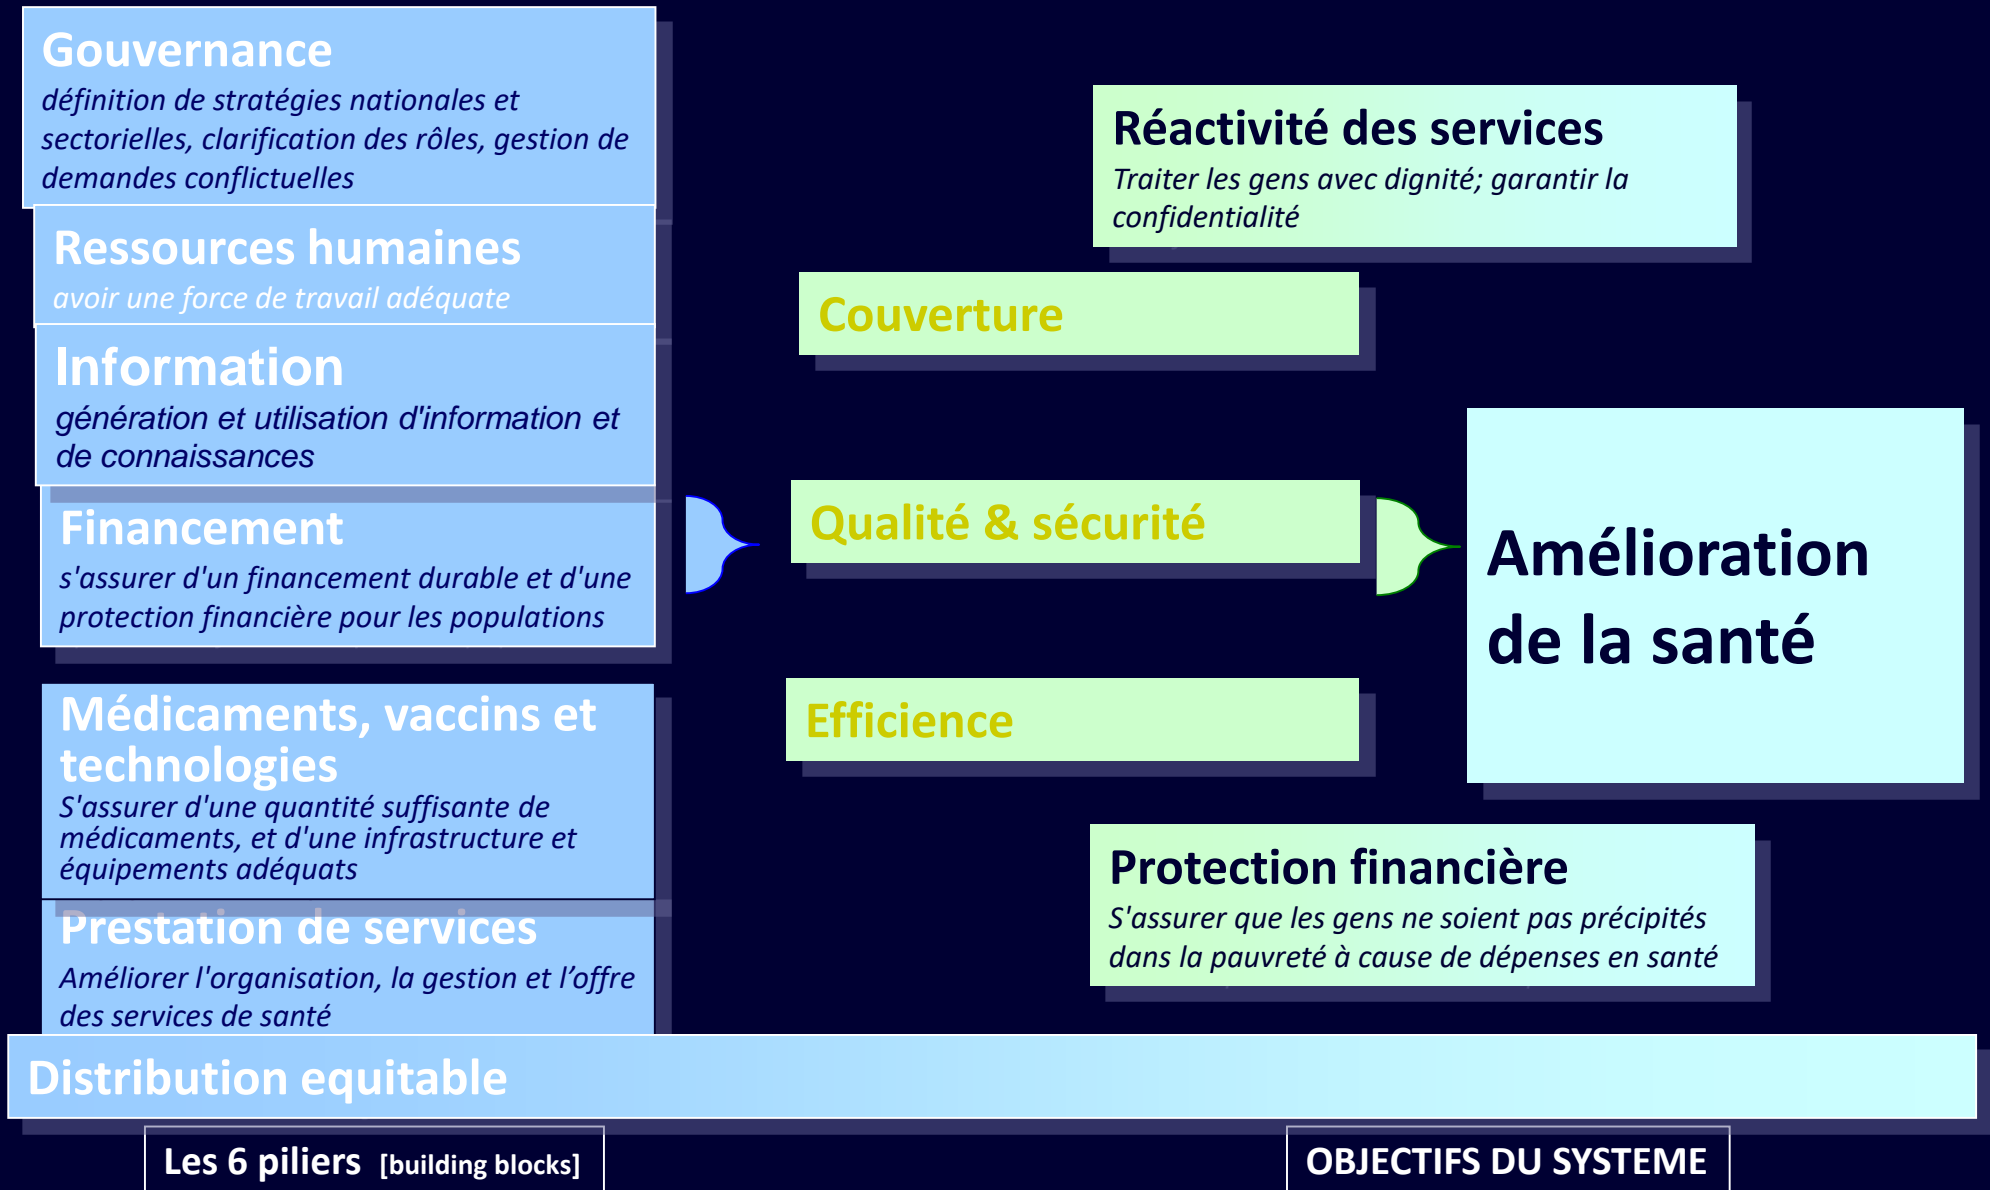 Gouvernance
définition de stratégies nationales et
sectorielles, clarification des rôles, gestion de
demandes conflictuelles
Ressources humaines
avoir une force de travail adéquate
Information
génération et utilisation d'information et
de connaissances
Financement
s'assurer d'un financement durable et d'une
protection financière pour les populations
Médicaments, vaccins et
technologies
S'assurer d'une quantité suffisante de
médicaments, et d'une infrastructure et
équipements adéquats
Prestation de services
Améliorer l'organisation, la gestion et l’offre
des services de santé
Réactivité des services
Traiter les gens avec dignité; garantir la
confidentialité
Couverture
Qualité & sécurité
Efficience
Amélioration
de la santé
Protection financière
S'assurer que les gens ne soient pas précipités
dans la pauvreté à cause de dépenses en santé
Distribution equitable
Les 6 piliers [building blocks]
OBJECTIFS DU SYSTEME